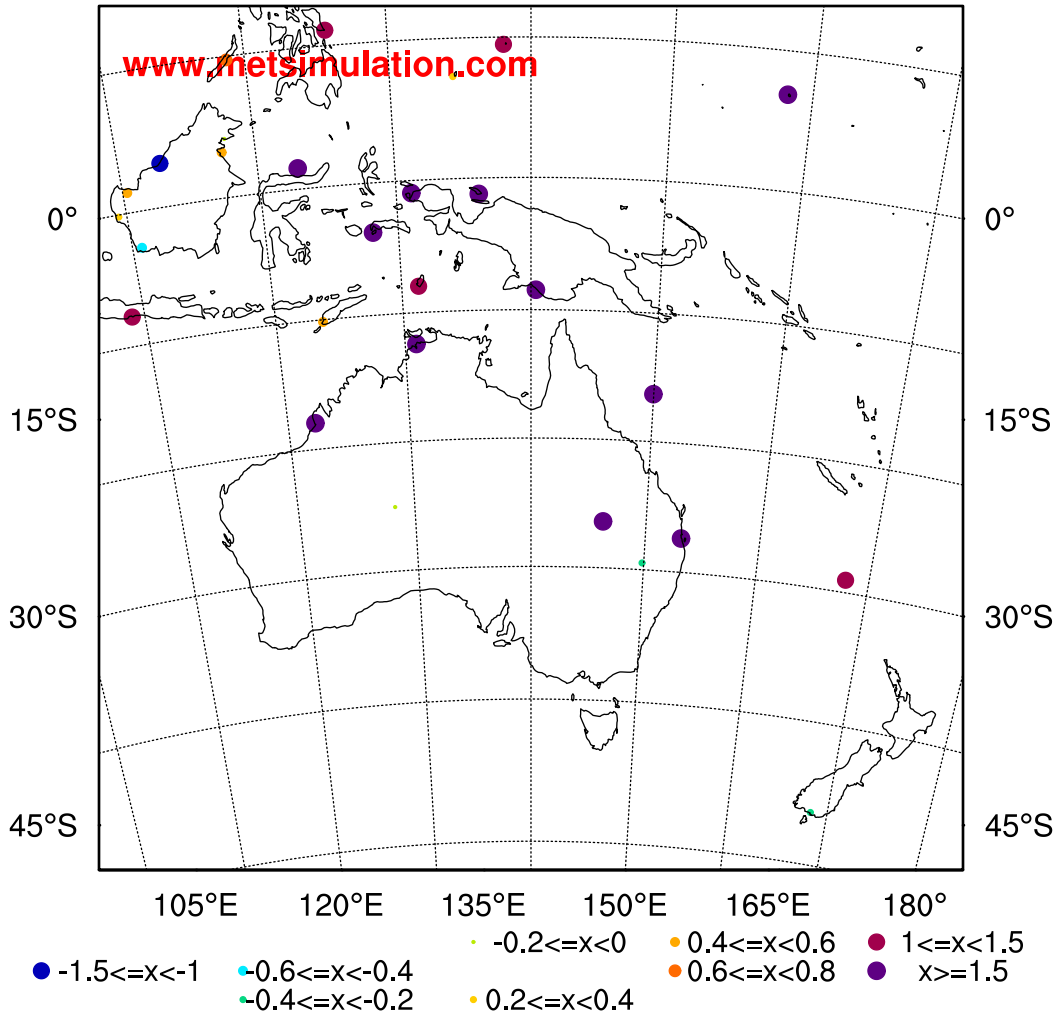 www.metsimulation.com
0° 0°
15°S 15°S
30°S 30°S
45°S 45°S
105°E 120°E 135°E 150°E 165°E 180°
-0.2<=x<0 0.4<=x<0.6 1<=x<1.5
-1.5<=x<-1 -0.6<=x<-0.4 0.6<=x<0.8 x>=1.5
-0.4<=x<-0.2 0.2<=x<0.4